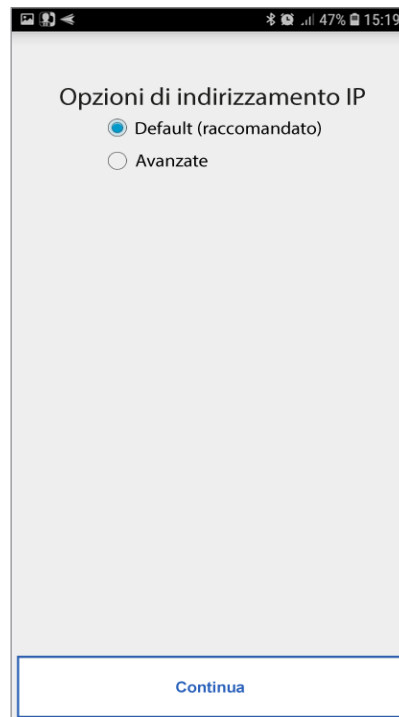 47% 15:19
Opzioni di indirizzamento IP
Default (raccomandato)
Avanzate
Continua